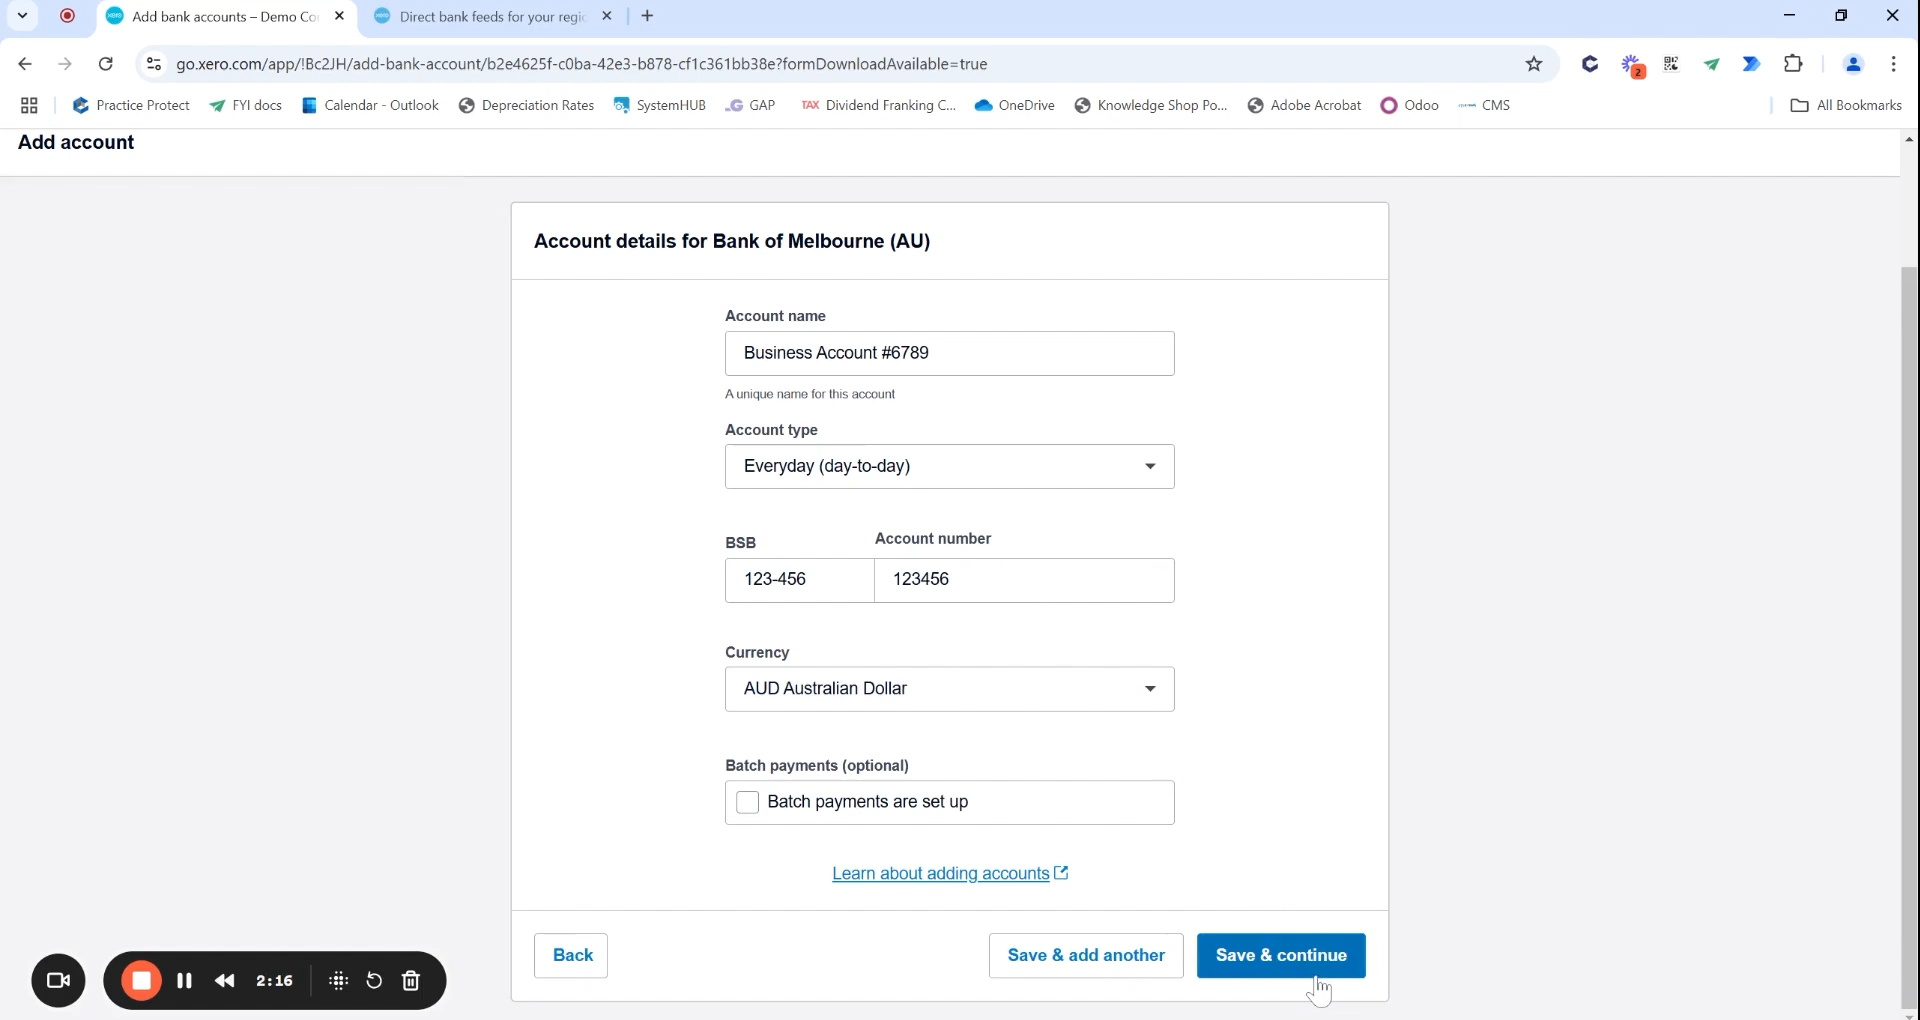 Add bank accounts – Demo Co
Direct bank feeds for your regi
go.xero.com/app/!Bc2JH/add-bank-account/b2e4625f-c0ba-42e3-b878-cf1c361bb38e?formDownloadAvailable=true
2
Practice Protect
FYI docs
Calendar - Outlook
Depreciation Rates
SystemHUB
GAP
TAX Dividend Franking C...
OneDrive
Knowledge Shop Po...
Adobe Acrobat
Odoo
CMS
All Bookmarks
Add account
Account details for Bank of Melbourne (AU)
Account name
Business Account #6789
A unique name for this account
Account type
Everyday (day-to-day)
BSB
Account number
123-456
123456
Currency
AUD Australian Dollar
Batch payments (optional)
Batch payments are set up
Learn about adding accounts
Back
Save & add another
Save & continue
2:16